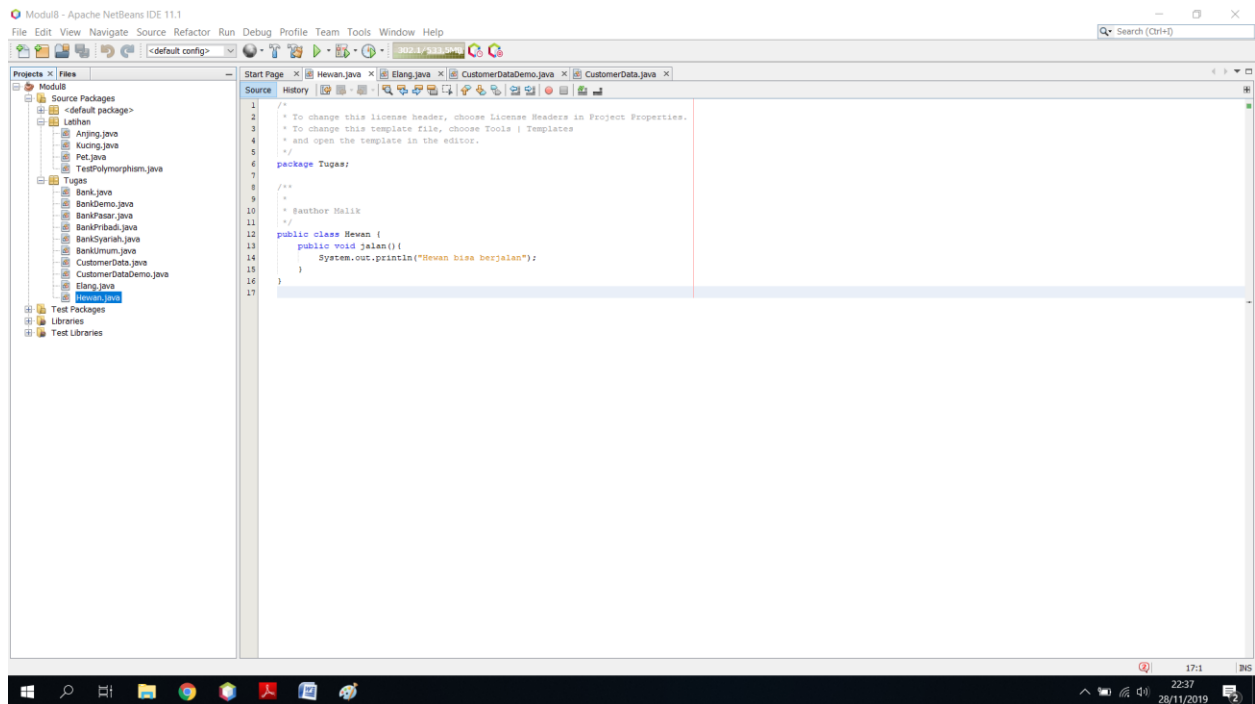 Modul8 - Apache NetBeans IDE 11.1
File Edit View Navigate Source Refactor Run Debug Profile Team Tools Window Help
Search (Ctrl+I)
<default config>
302.1/533.5MB
Projects Files
Start Page Hewan.java Elang.java CustomerDataDemo.java CustomerData.java
Source History
Modul8
Source Packages
<default package>
Latihan
Anjing.java
Kucing.java
Pet.java
TestPolymorphism.java
Tugas
Bank.java
BankDemo.java
BankPasar.java
BankPribadi.java
BankSyariah.java
BankUmum.java
CustomerData.java
CustomerDataDemo.java
Elang.java
Hewan.java
Test Packages
Libraries
Test Libraries
1 /*
2 * To change this license header, choose License Headers in Project Properties.
3 * To change this template file, choose Tools | Templates
4 * and open the template in the editor.
5 */
6 package Tugas;
7
8 /**
9 *
10 * @author Malik
11 */
12 public class Hewan {
13 public void jalan(){
14 System.out.println("Hewan bisa berjalan");
15 }
16 }
17
2 17:1 INS
22:37
28/11/2019
2